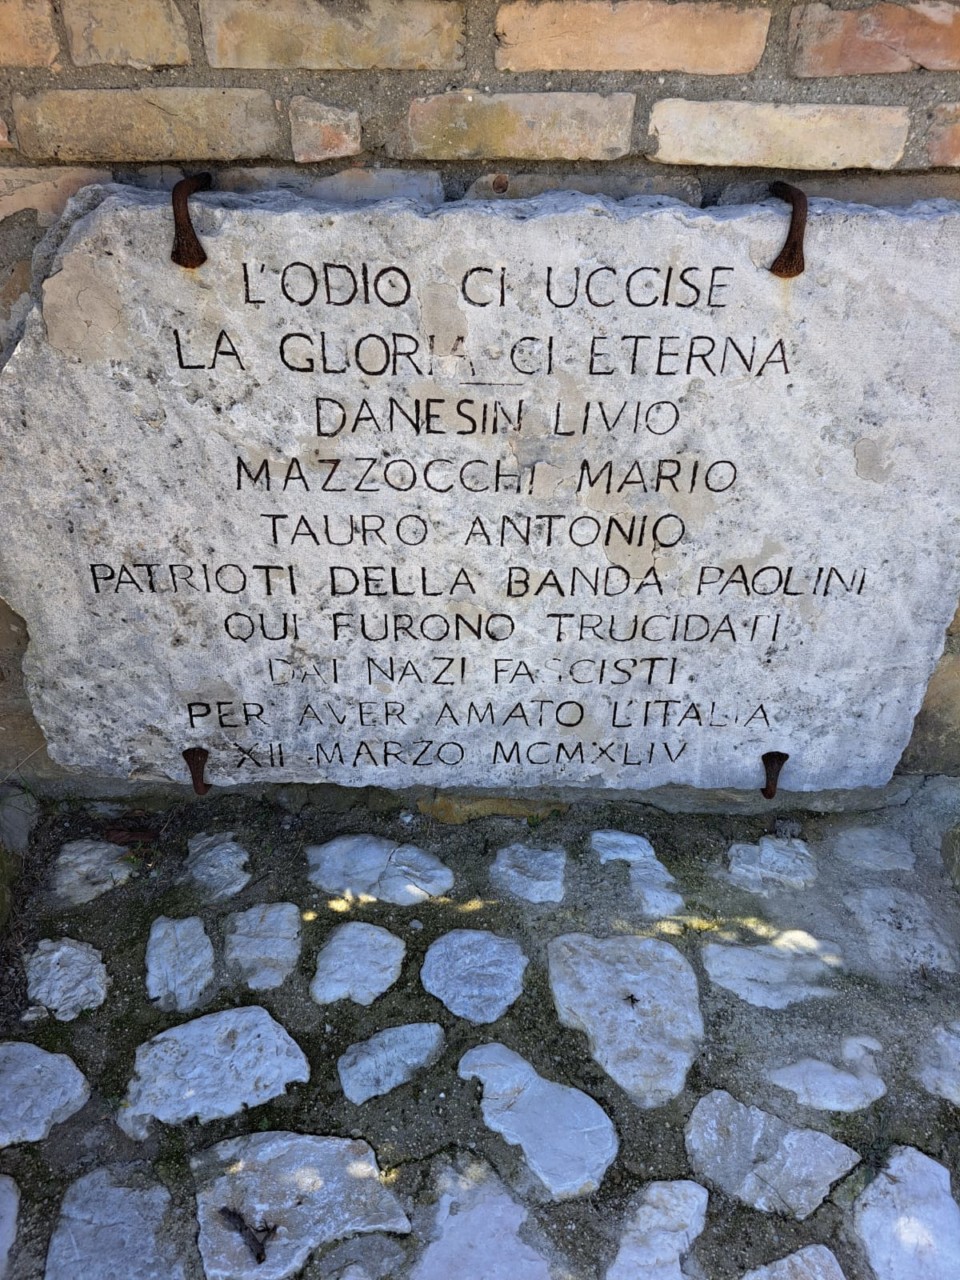 L'ODIO CI UCCISE
LA GLORIA CI ETERNA
DANESIN LIVIO
MAZZOCCHI MARIO
TAURO ANTONIO
PATRIOTI DELLA BANDA PAOLINI
QUI FURONO TRUCIDATI
DAI NAZI FASCISTI
PER AVER AMATO L'ITALIA
XII MARZO MCMXLIV